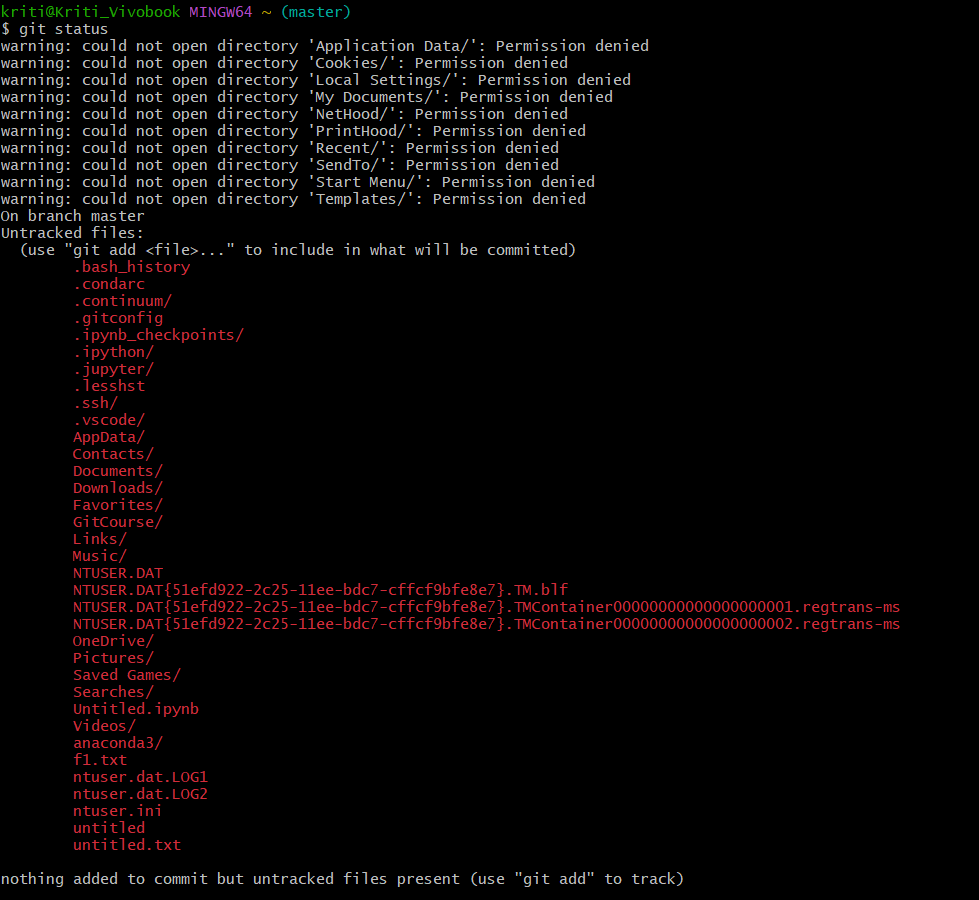 kriti@Kriti_Vivobook MINGW64 ~ (master)
$ git status
warning: could not open directory 'Application Data/': Permission denied
warning: could not open directory 'Cookies/': Permission denied
warning: could not open directory 'Local Settings/': Permission denied
warning: could not open directory 'My Documents/': Permission denied
warning: could not open directory 'NetHood/': Permission denied
warning: could not open directory 'PrintHood/': Permission denied
warning: could not open directory 'Recent/': Permission denied
warning: could not open directory 'SendTo/': Permission denied
warning: could not open directory 'Start Menu/': Permission denied
warning: could not open directory 'Templates/': Permission denied
On branch master
Untracked files:
  (use "git add <file>..." to include in what will be committed)
        .bash_history
        .condarc
        .continuum/
        .gitconfig
        .ipynb_checkpoints/
        .ipython/
        .jupyter/
        .lesshst
        .ssh/
        .vscode/
        AppData/
        Contacts/
        Documents/
        Downloads/
        Favorites/
        GitCourse/
        Links/
        Music/
        NTUSER.DAT
        NTUSER.DAT{51efd922-2c25-11ee-bdc7-cffcf9bfe8e7}.TM.blf
        NTUSER.DAT{51efd922-2c25-11ee-bdc7-cffcf9bfe8e7}.TMContainer00000000000000000001.regtrans-ms
        NTUSER.DAT{51efd922-2c25-11ee-bdc7-cffcf9bfe8e7}.TMContainer00000000000000000002.regtrans-ms
        OneDrive/
        Pictures/
        Saved Games/
        Searches/
        Untitled.ipynb
        Videos/
        anaconda3/
        f1.txt
        ntuser.dat.LOG1
        ntuser.dat.LOG2
        ntuser.ini
        untitled
        untitled.txt
nothing added to commit but untracked files present (use "git add" to track)